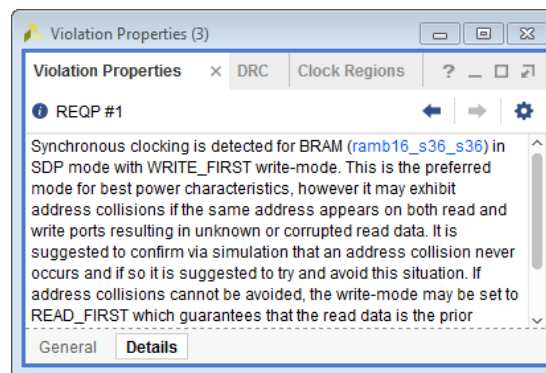 Violation Properties (3)
Violation Properties × DRC Clock Regions ?
REQP #1
Synchronous clocking is detected for BRAM (ramb16_s36_s36) in
SDP mode with WRITE_FIRST write-mode. This is the preferred
mode for best power characteristics, however it may exhibit
address collisions if the same address appears on both read and
write ports resulting in unknown or corrupted read data. It is
suggested to confirm via simulation that an address collision never
occurs and if so it is suggested to try and avoid this situation. If
address collisions cannot be avoided, the write-mode may be set to
READ_FIRST which guarantees that the read data is the prior
General Details